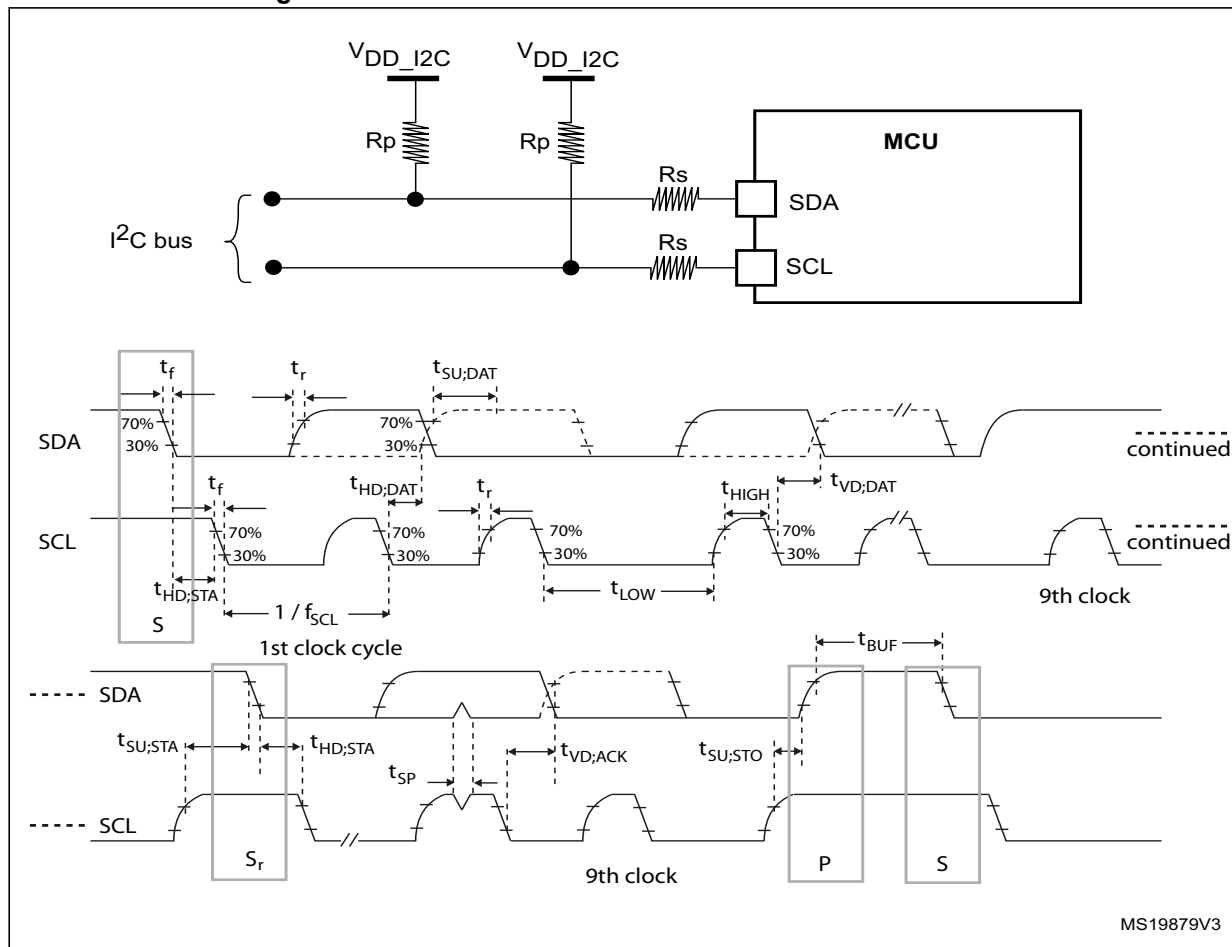 V_DD_I2C V_DD_I2C
Rp Rp
MCU
Rs SDA
I²C bus
Rs SCL
t_f t_r t_SU;DAT
70% 70%
30% 30%
SDA continued
t_f t_HD;DAT t_r t_HIGH t_VD;DAT
70% 70% 70% 70%
SCL 30% 30% 30% 30% continued
t_HD;STA t_LOW
1 / f_SCL 9th clock
S
1st clock cycle
t_BUF
SDA
t_SU;STA t_HD;STA t_SP t_VD;ACK t_SU;STO
SCL
S_r 9th clock P S
MS19879V3